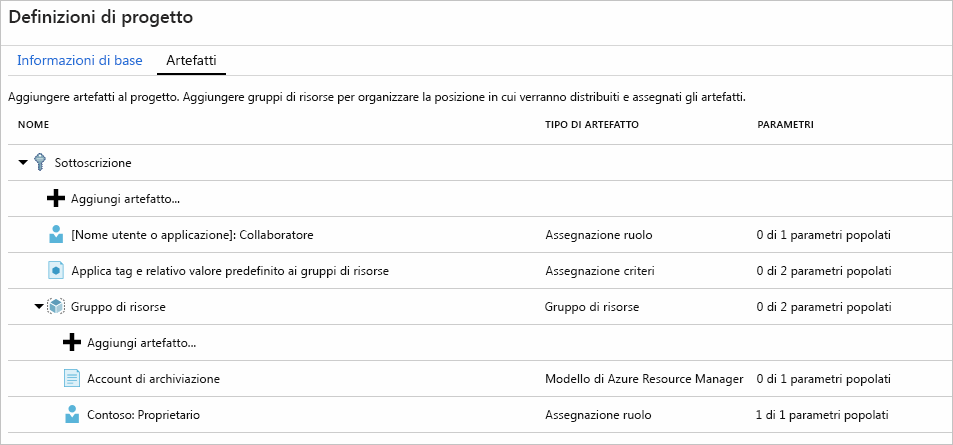 Definizioni di progetto
Informazioni di base Artefatti
Aggiungere artefatti al progetto. Aggiungere gruppi di risorse per organizzare la posizione in cui verranno distribuiti e assegnati gli artefatti.
NOME TIPO DI ARTEFATTO PARAMETRI
Sottoscrizione
Aggiungi artefatto...
[Nome utente o applicazione]: Collaboratore Assegnazione ruolo 0 di 1 parametri popolati
Applica tag e relativo valore predefinito ai gruppi di risorse Assegnazione criteri 0 di 2 parametri popolati
Gruppo di risorse Gruppo di risorse 0 di 2 parametri popolati
Aggiungi artefatto...
Account di archiviazione Modello di Azure Resource Manager 0 di 1 parametri popolati
Contoso: Proprietario Assegnazione ruolo 1 di 1 parametri popolati